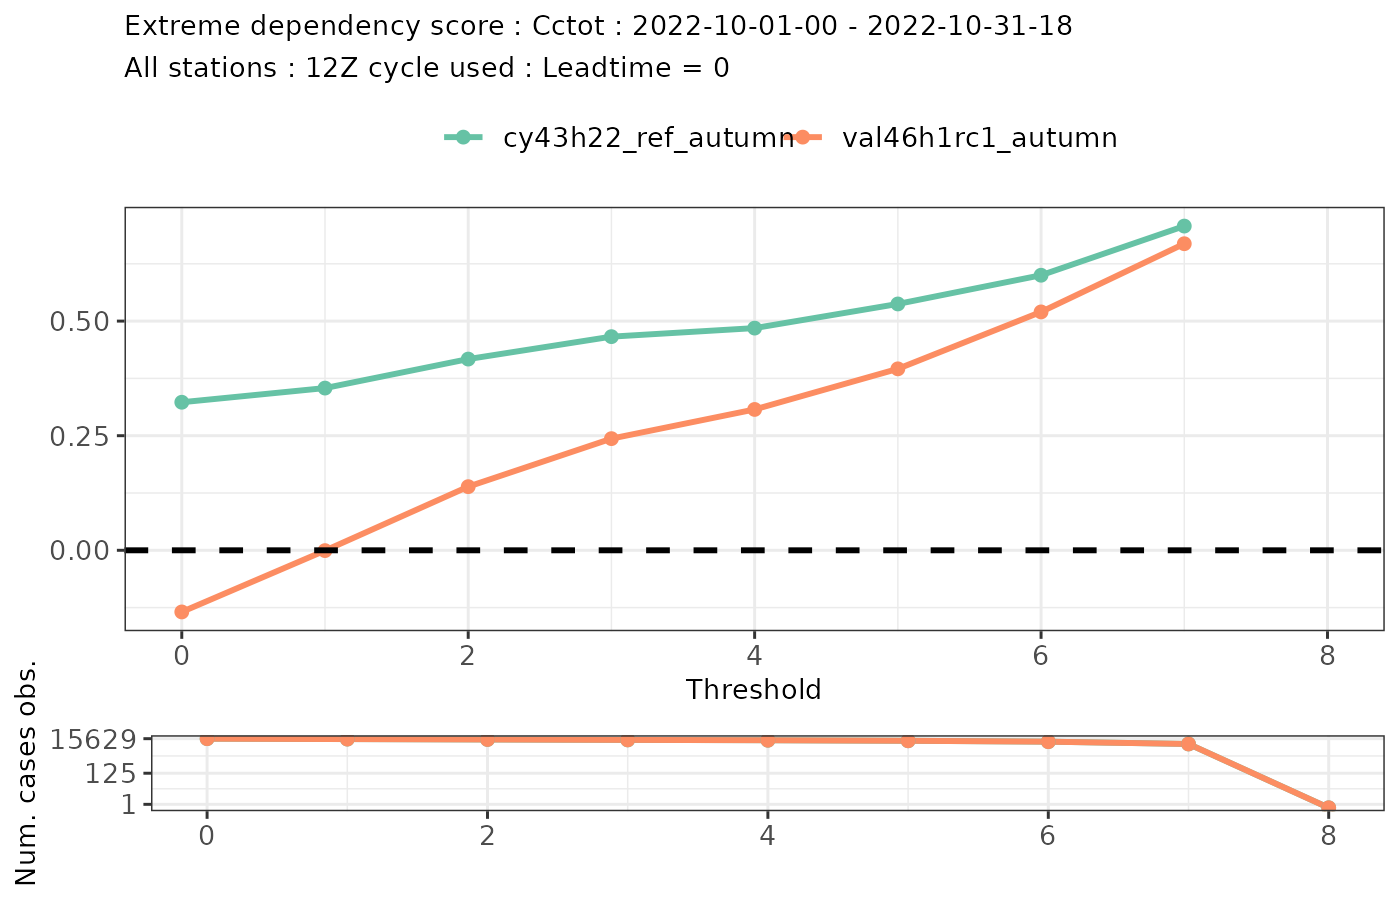 Extreme dependency score : Cctot : 2022-10-01-00 - 2022-10-31-18
All stations : 12Z cycle used : Leadtime = 0
cy43h22_ref_autumn val46h1rc1_autumn
0.50
0.25
0.00
0 2 4 6 8
Threshold
Num. cases obs.
15629
125
1
0 2 4 6 8